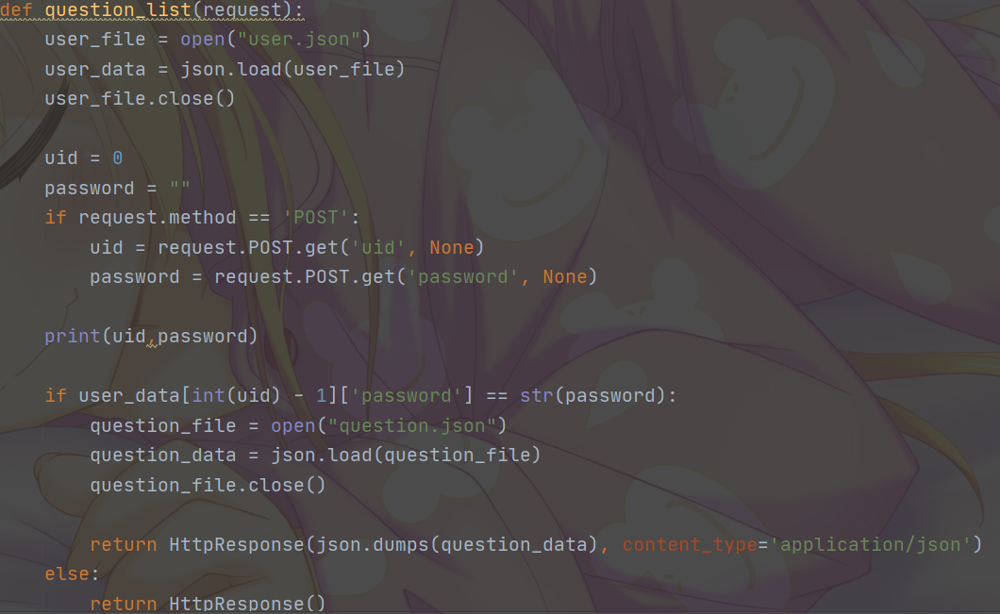 def question_list(request):
    user_file = open("user.json")
    user_data = json.load(user_file)
    user_file.close()

    uid = 0
    password = ""
    if request.method == 'POST':
        uid = request.POST.get('uid', None)
        password = request.POST.get('password', None)

    print(uid,password)

    if user_data[int(uid) - 1]['password'] == str(password):
        question_file = open("question.json")
        question_data = json.load(question_file)
        question_file.close()

        return HttpResponse(json.dumps(question_data), content_type='application/json')
    else:
        return HttpResponse()